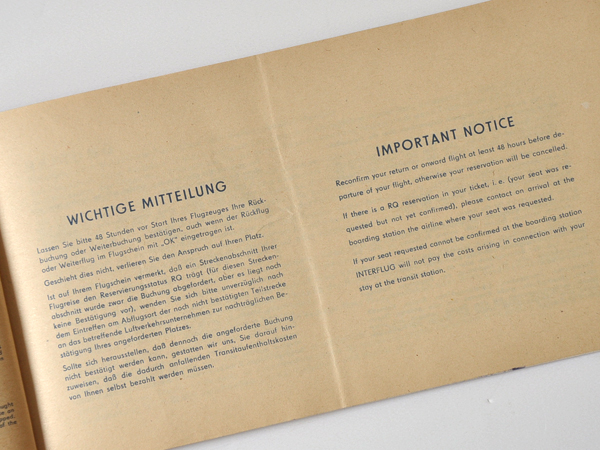 WICHTIGE MITTEILUNG
Lassen Sie bitte 48 Stunden vor Start Ihres Flugzeuges Ihre Rück-
buchung oder Weiterbuchung bestätigen, auch wenn der Rückflug
oder Weiterflug im Flugschein mit „OK" eingetragen ist.
Geschieht dies nicht, verlieren Sie den Anspruch auf Ihren Platz.
Ist auf Ihrem Flugschein vermerkt, daß ein Streckenabschnitt Ihrer
Flugreise den Reservierungsstatus RQ trägt (für diesen Strecken-
abschnitt wurde zwar die Buchung abgefordert, aber es liegt noch
keine Bestätigung vor), wenden Sie sich bitte unverzüglich nach
dem Eintreffen am Abflugsort der noch nicht bestätigten Teilstrecke
an das betreffende Luftverkehrsunternehmen zur nachträglichen Be-
stätigung Ihres angeforderten Platzes.
Sollte sich herausstellen, daß dennoch die angeforderte Buchung
nicht bestätigt werden kann, gestatten wir uns, Sie darauf hin-
zuweisen, daß die dadurch anfallenden Transitaufenthaltskosten
von Ihnen selbst bezahlt werden müssen.
IMPORTANT NOTICE
Reconfirm your return or onward flight at least 48 hours before de-
parture of your flight, otherwise your reservation will be cancelled.
If there is a RQ reservation in your ticket, i. e. (your seat was re-
quested but not yet confirmed), please contact on arrival at the
boarding station the airline where your seat was requested.
If your seat requested cannot be confirmed at the boarding station
INTERFLUG will not pay the costs arising in connection with your
stay at the transit station.